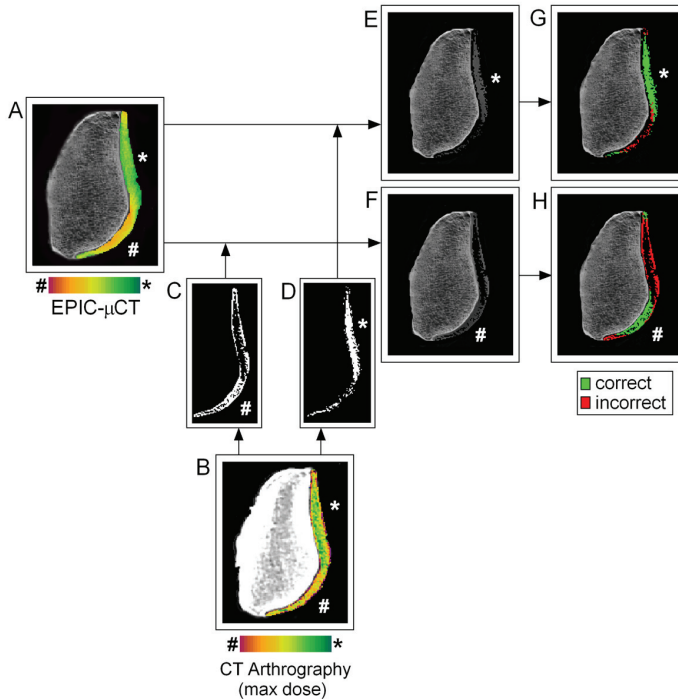 E
G
*
*
A
*
#
F
H
# *
EPIC-μCT
C
D
*
#
#
#
correct
incorrect
B
*
#
# *
CT Arthrography
(max dose)